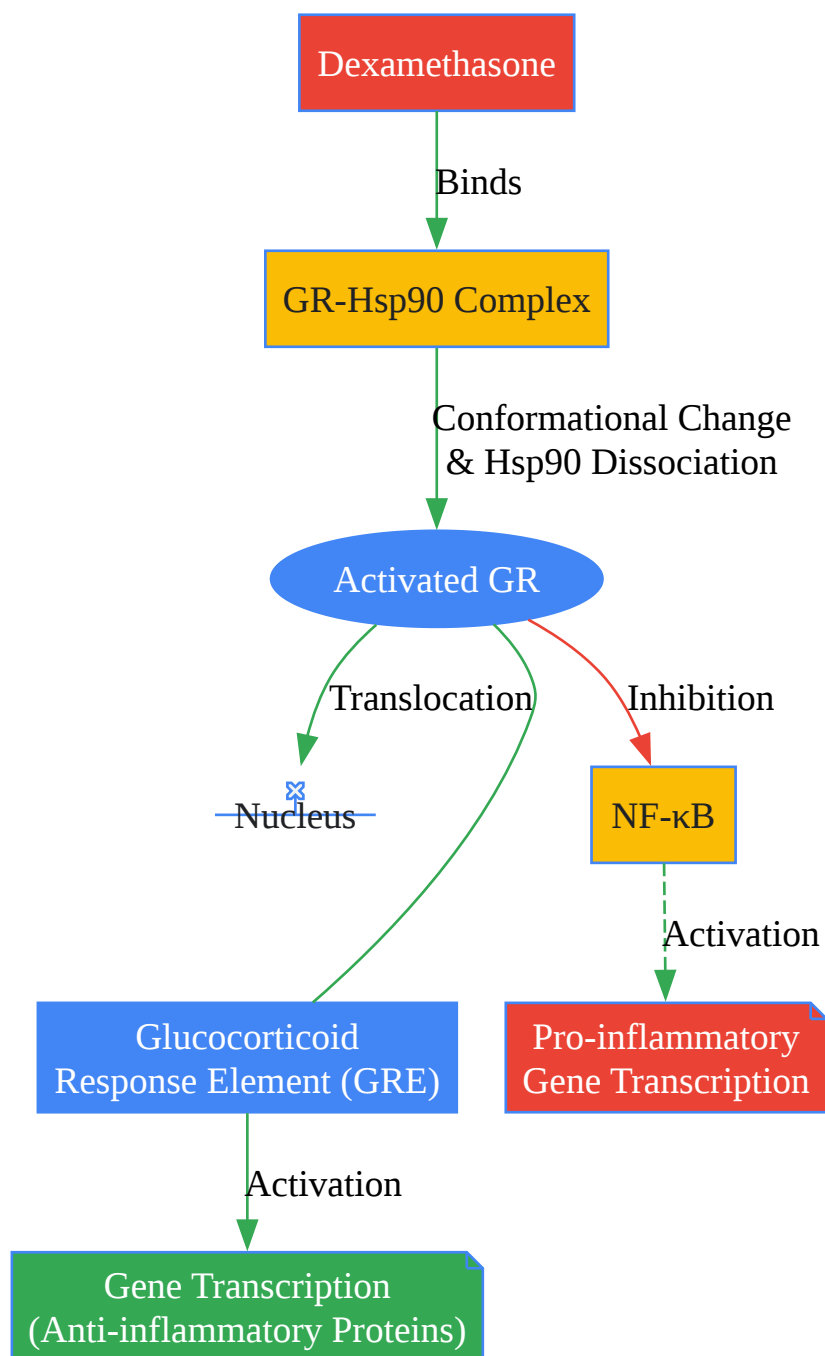 Dexamethasone
Binds
GR-Hsp90 Complex
Conformational Change
& Hsp90 Dissociation
Activated GR
Translocation
Inhibition
Nucleus
NF-κB
Activation
Glucocorticoid
Response Element (GRE)
Pro-inflammatory
Gene Transcription
Activation
Gene Transcription
(Anti-inflammatory Proteins)